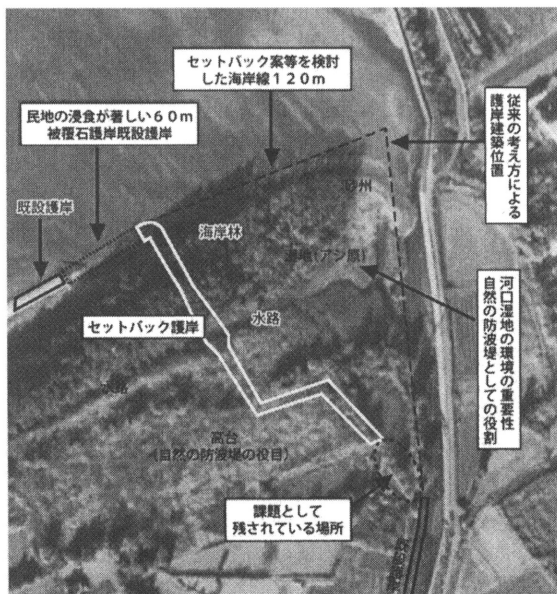 セットバック案等を検討
した海岸線120m
民地の浸食が著しい60m
被覆石護岸既設護岸
従来の考え方による
護岸建築位置
砂州
既設護岸
海岸林
湿地(アシ原)
河口湿地の環境の重要性
自然の防波堤としての役割
セットバック護岸
水路
高台
(自然の防波堤の役目)
課題として
残されている場所